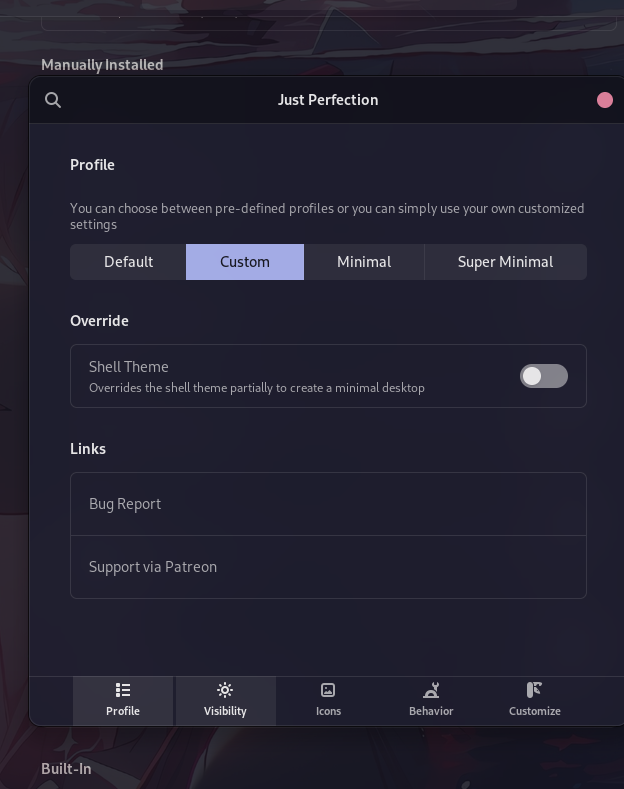 Manually Installed
Just Perfection
Profile
You can choose between pre-defined profiles or you can simply use your own customized
settings
Default Custom Minimal Super Minimal
Override
Shell Theme
Overrides the shell theme partially to create a minimal desktop
Links
Bug Report
Support via Patreon
Profile Visibility Icons Behavior Customize
Built-In